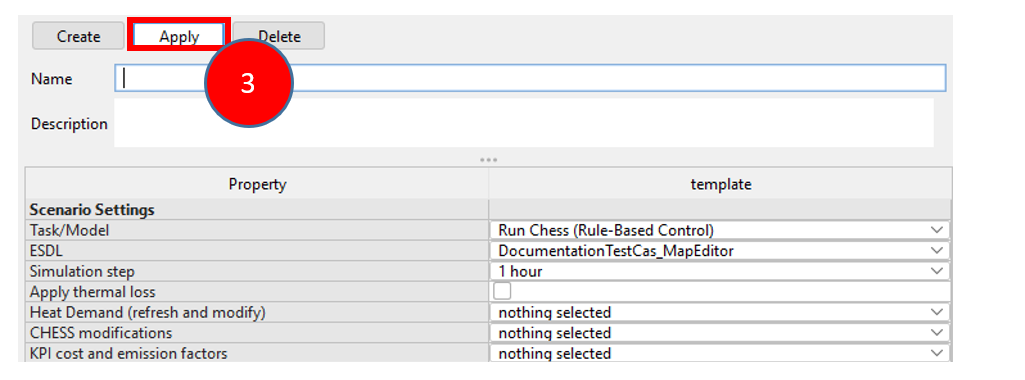 Create Apply Delete
3
Name
Description
Property template
Scenario Settings
Task/Model Run Chess (Rule-Based Control)
ESDL DocumentationTestCas_MapEditor
Simulation step 1 hour
Apply thermal loss
Heat Demand (refresh and modify) nothing selected
CHESS modifications nothing selected
KPI cost and emission factors nothing selected